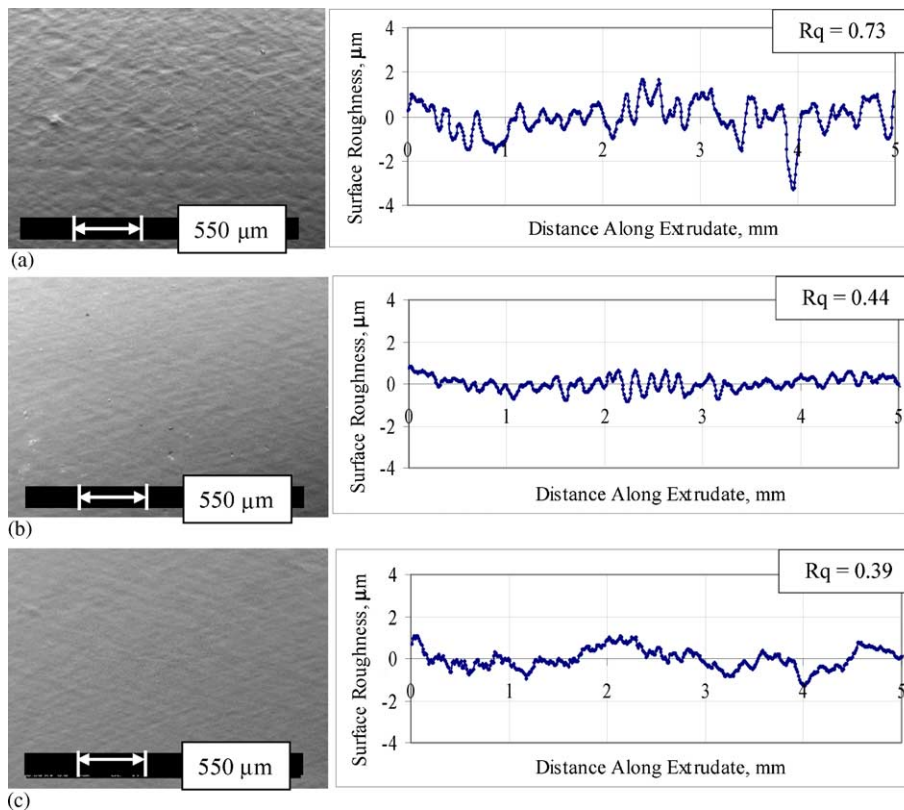 4
2
0
-2
-4
Surface Roughness, μm
0 1 2 3 4 5
Distance Along Extrudate, mm
Rq = 0.73
550 μm
(a)
4
2
0
-2
-4
Surface Roughness, μm
0 1 2 3 4 5
Distance Along Extrudate, mm
Rq = 0.44
550 μm
(b)
4
2
0
-2
-4
Surface Roughness, μm
0 1 2 3 4 5
Distance Along Extrudate, mm
Rq = 0.39
550 μm
(c)